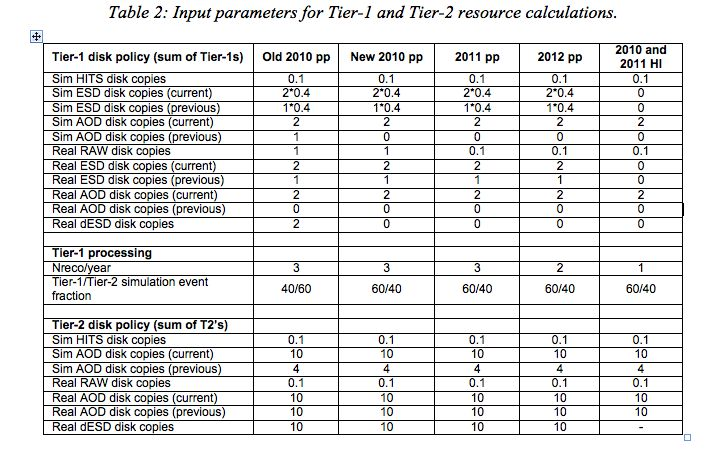 Table 2: Input parameters for Tier-1 and Tier-2 resource calculations.
Tier-1 disk policy (sum of Tier-1s) Old 2010 pp New 2010 pp 2011 pp 2012 pp 2010 and 2011 HI
Sim HITS disk copies 0.1 0.1 0.1 0.1 0.1
Sim ESD disk copies (current) 2*0.4 2*0.4 2*0.4 2*0.4 0
Sim ESD disk copies (previous) 1*0.4 1*0.4 1*0.4 1*0.4 0
Sim AOD disk copies (current) 2 2 2 2 2
Sim AOD disk copies (previous) 1 0 0 0 0
Real RAW disk copies 1 1 0.1 0.1 0.1
Real ESD disk copies (current) 2 2 2 2 0
Real ESD disk copies (previous) 1 1 1 1 0
Real AOD disk copies (current) 2 2 2 2 2
Real AOD disk copies (previous) 0 0 0 0 0
Real dESD disk copies 2 0 0 0 0
Tier-1 processing
Nreco/year 3 3 3 2 1
Tier-1/Tier-2 simulation event fraction 40/60 60/40 60/40 60/40 60/40
Tier-2 disk policy (sum of T2's)
Sim HITS disk copies 0.1 0.1 0.1 0.1 0.1
Sim AOD disk copies (current) 10 10 10 10 10
Sim AOD disk copies (previous) 4 4 4 4 4
Real RAW disk copies 0.1 0.1 0.1 0.1 0.1
Real AOD disk copies (current) 10 10 10 10 10
Real AOD disk copies (previous) 10 10 10 10 10
Real dESD disk copies 10 10 10 10 -